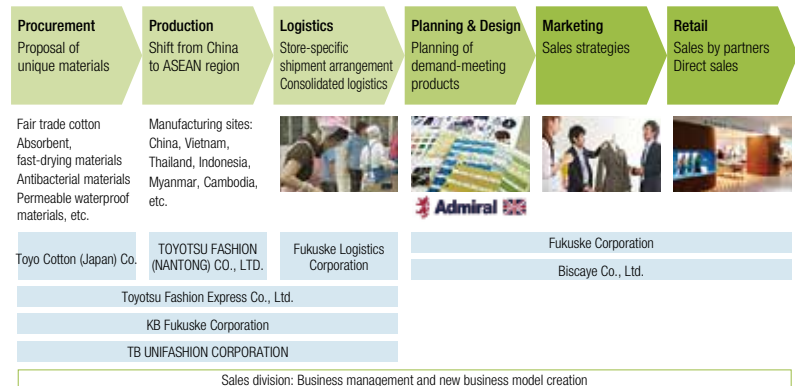 Procurement
Proposal of
unique materials
Production
Shift from China
to ASEAN region
Logistics
Store-specific
shipment arrangement
Consolidated logistics
Planning & Design
Planning of
demand-meeting
products
Marketing
Sales strategies
Retail
Sales by partners
Direct sales
Fair trade cotton
Absorbent,
fast-drying materials
Antibacterial materials
Permeable waterproof
materials, etc.
Manufacturing sites:
China, Vietnam,
Thailand, Indonesia,
Myanmar, Cambodia,
etc.
Admiral
Toyo Cotton (Japan) Co.
TOYOTSU FASHION
(NANTONG) CO., LTD.
Fukuske Logistics
Corporation
Fukuske Corporation
Biscaye Co., Ltd.
Toyotsu Fashion Express Co., Ltd.
KB Fukuske Corporation
TB UNIFASHION CORPORATION
Sales division: Business management and new business model creation